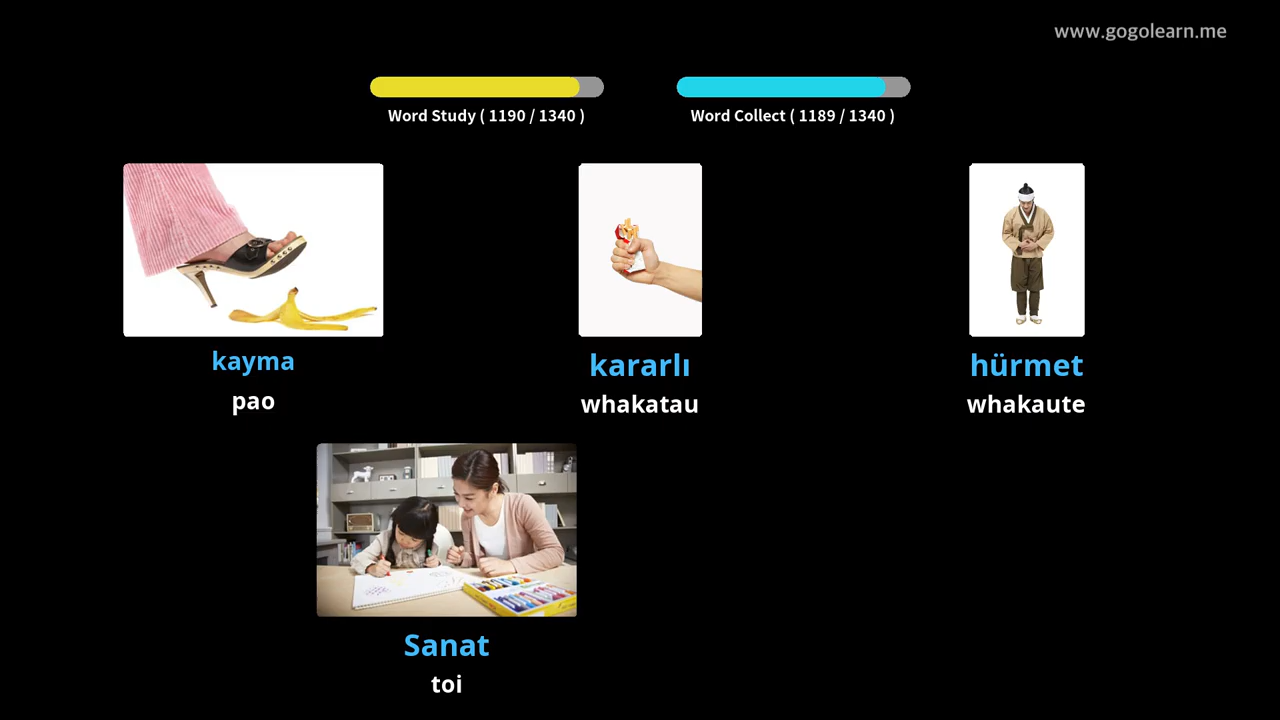 www.gogolearn.me
Word Study ( 1190 / 1340 )
Word Collect ( 1189 / 1340 )
kayma
pao
kararlı
whakatau
hürmet
whakaute
Sanat
toi